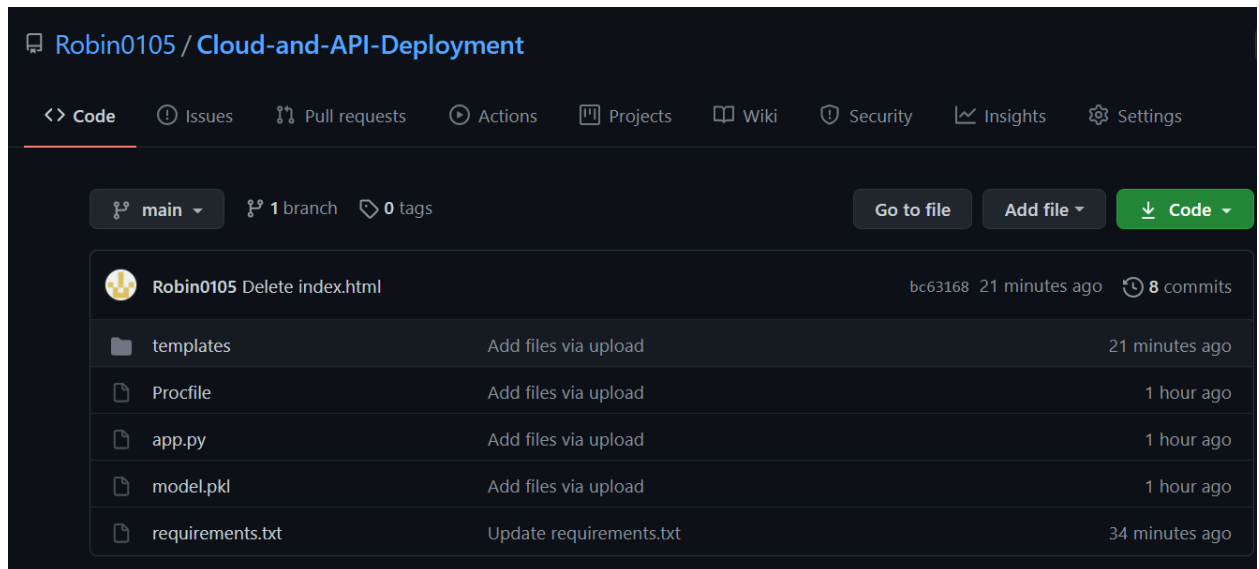 Robin0105 / Cloud-and-API-Deployment
Code Issues Pull requests Actions Projects Wiki Security Insights Settings
main 1 branch 0 tags Go to file Add file Code
Robin0105 Delete index.html bc63168 21 minutes ago 8 commits
templates Add files via upload 21 minutes ago
Procfile Add files via upload 1 hour ago
app.py Add files via upload 1 hour ago
model.pkl Add files via upload 1 hour ago
requirements.txt Update requirements.txt 34 minutes ago